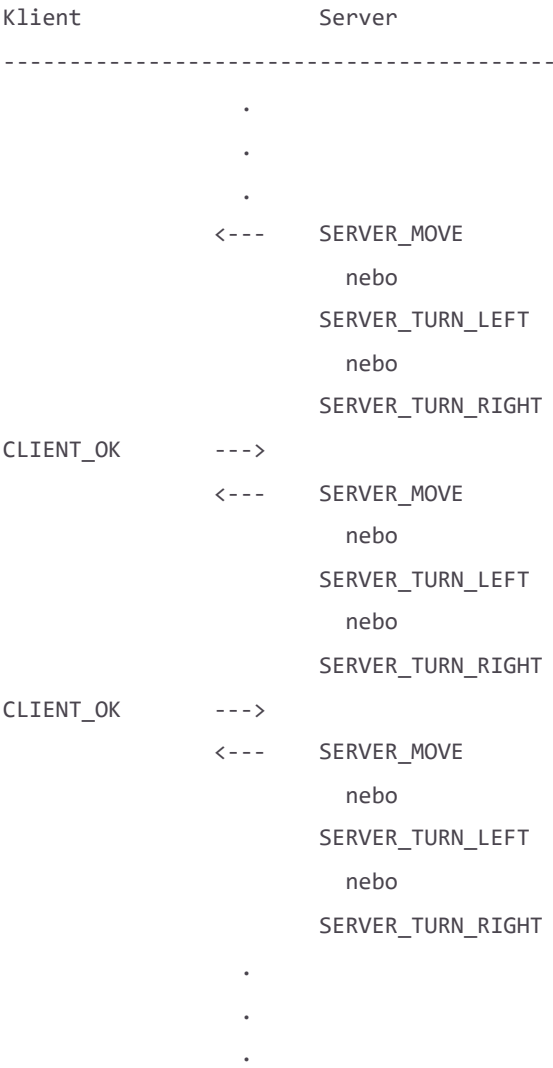 Klient                  Server
------------------------------------------
                  .
                  .
                  .
                <---    SERVER_MOVE
                          nebo
                        SERVER_TURN_LEFT
                          nebo
                        SERVER_TURN_RIGHT
CLIENT_OK       --->
                <---    SERVER_MOVE
                          nebo
                        SERVER_TURN_LEFT
                          nebo
                        SERVER_TURN_RIGHT
CLIENT_OK       --->
                <---    SERVER_MOVE
                          nebo
                        SERVER_TURN_LEFT
                          nebo
                        SERVER_TURN_RIGHT
                  .
                  .
                  .